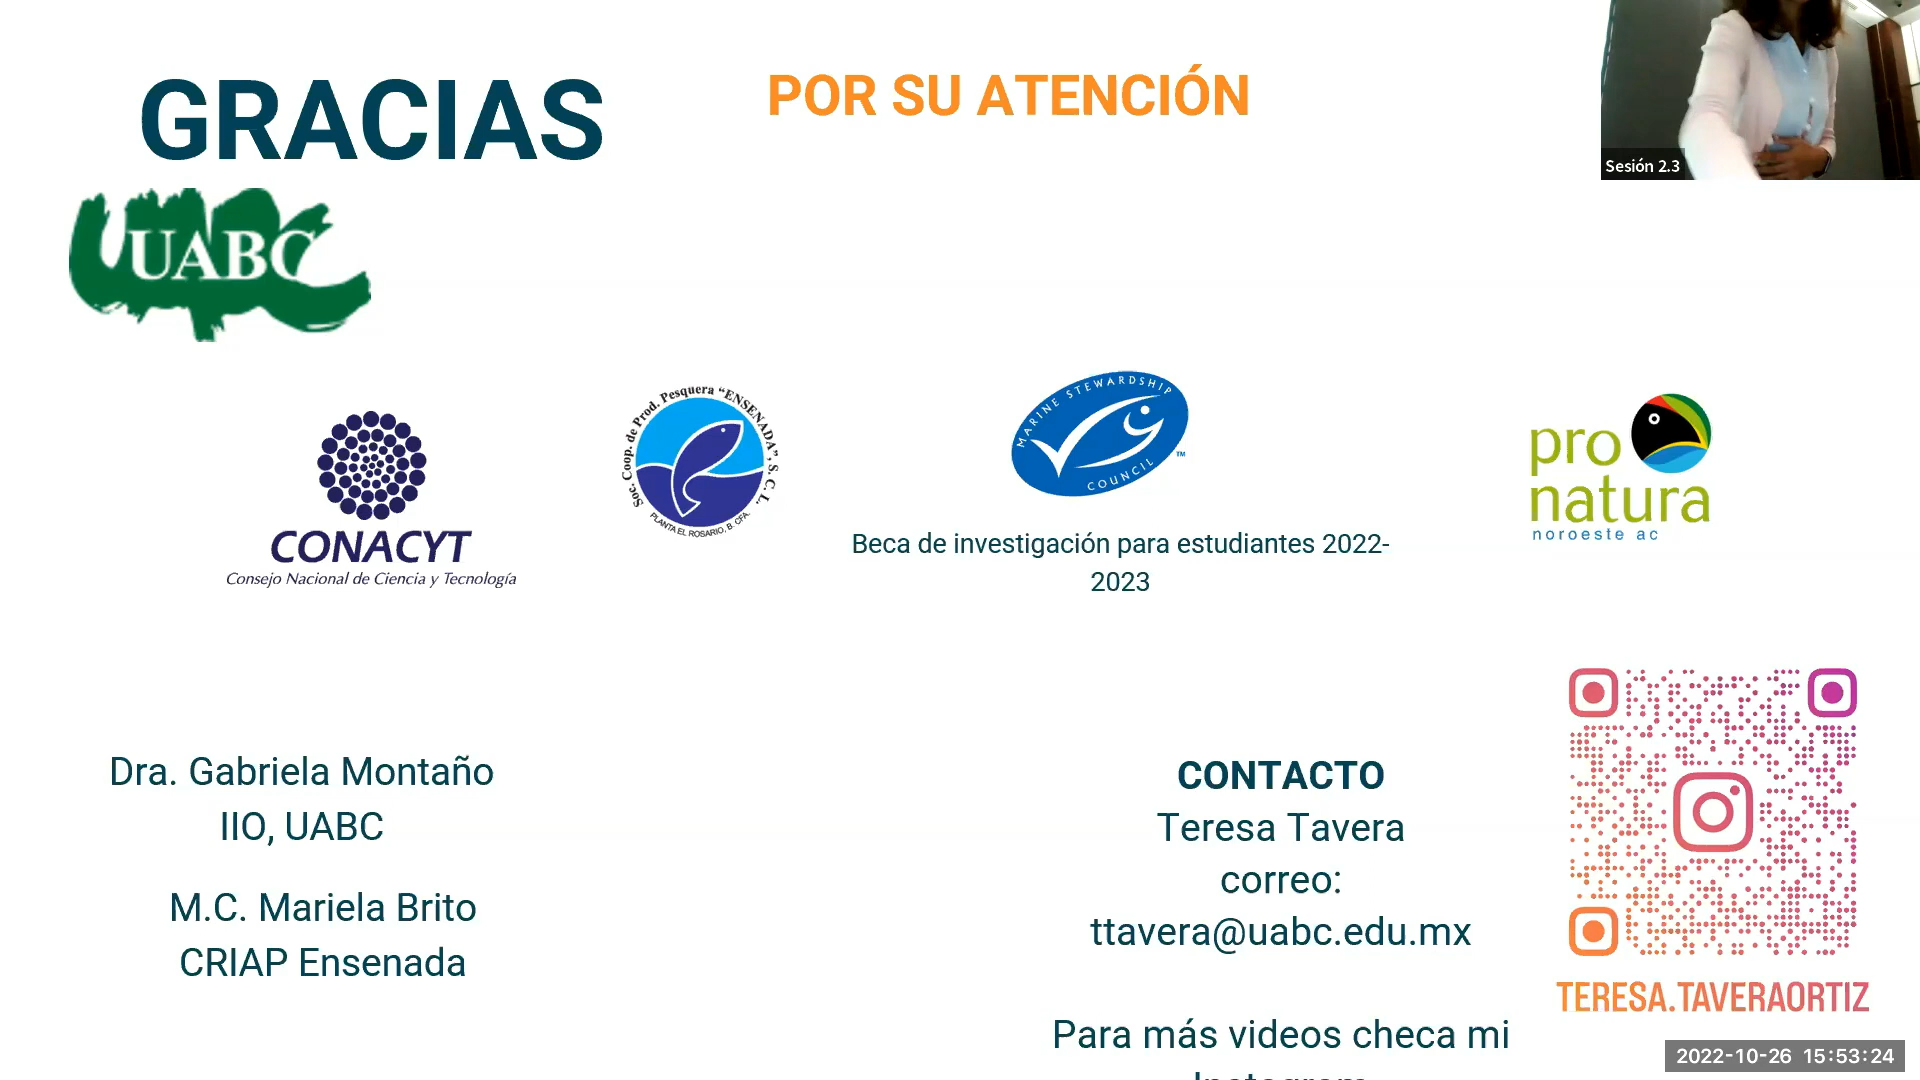 GRACIAS
POR SU ATENCIÓN
Sesión 2.3
UABC
CONACYT
Consejo Nacional de Ciencia y Tecnología
Soc. Coop. de Prod. Pesquera “ENSENADA”, S.C.L.
PLANTA EL ROSARIO, B. CFA.
MARINE STEWARDSHIP
COUNCIL
TM
Beca de investigación para estudiantes 2022-
2023
pro
natura
noroeste ac
Dra. Gabriela Montaño
IIO, UABC
M.C. Mariela Brito
CRIAP Ensenada
CONTACTO
Teresa Tavera
correo:
ttavera@uabc.edu.mx
Para más videos checa mi
Instagram
TERESA.TAVERAORTIZ
2022-10-26 15:53:24